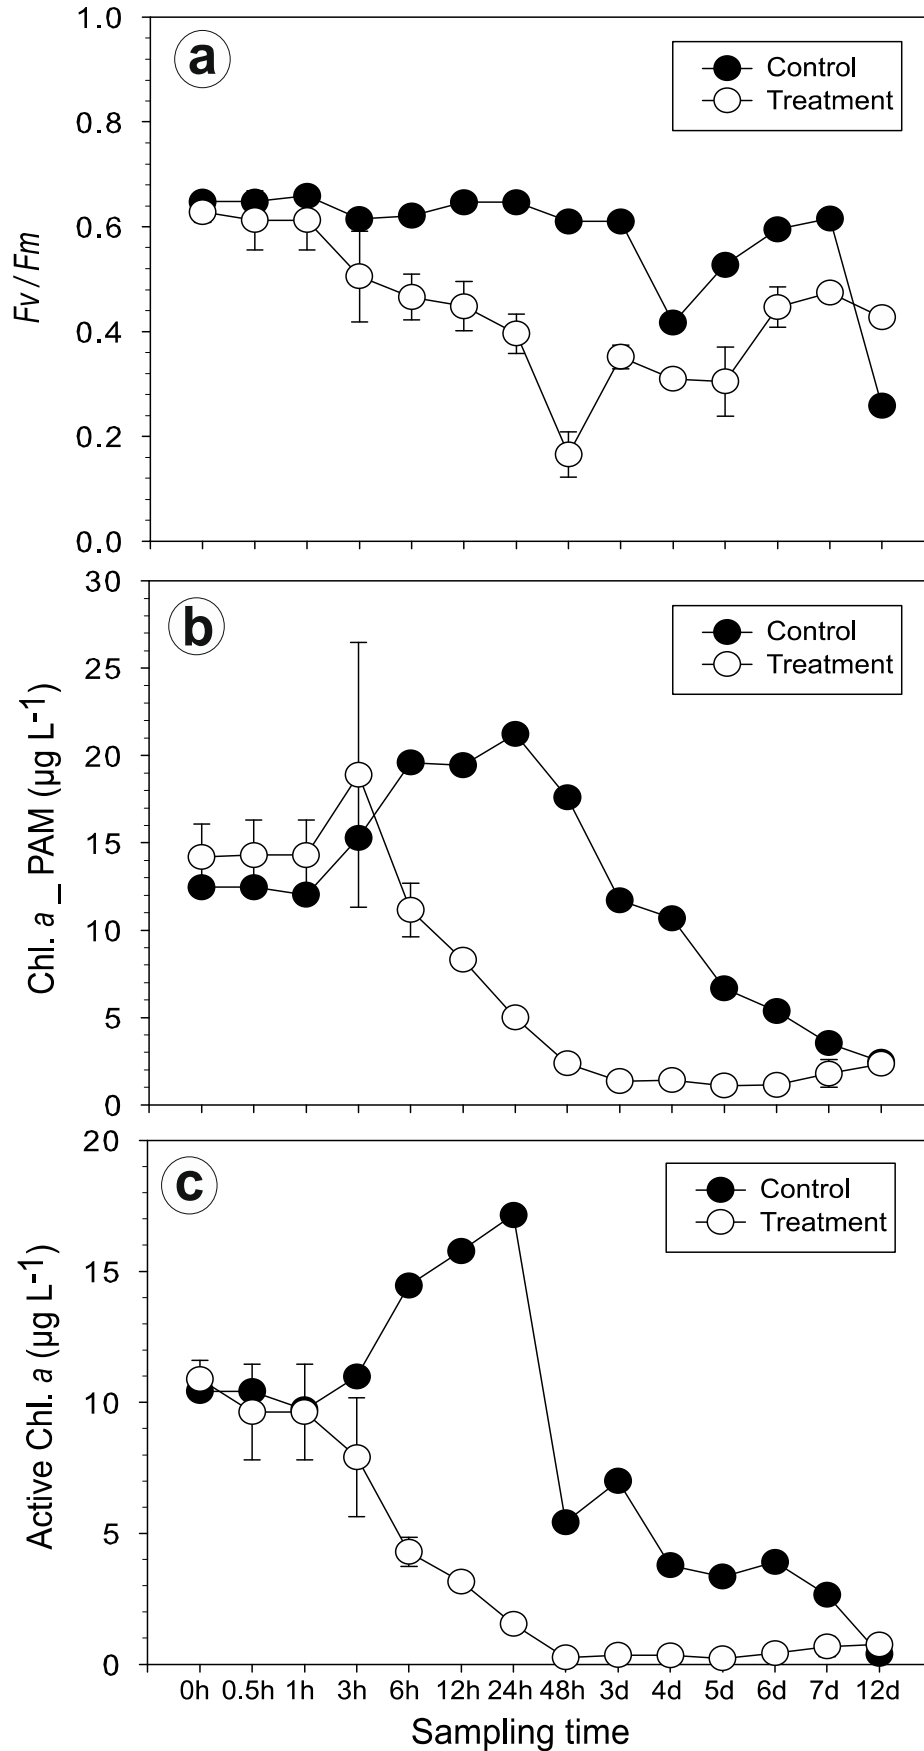 a
Control
Treatment
1.0
0.8
0.6
0.4
0.2
0.0
Fv / Fm
b
Control
Treatment
30
25
20
15
10
5
0
Chl. a _ PAM (µg L-1)
c
Control
Treatment
20
15
10
5
0
Active Chl. a (µg L-1)
0h 0.5h 1h 3h 6h 12h 24h 48h 3d 4d 5d 6d 7d 12d
Sampling time